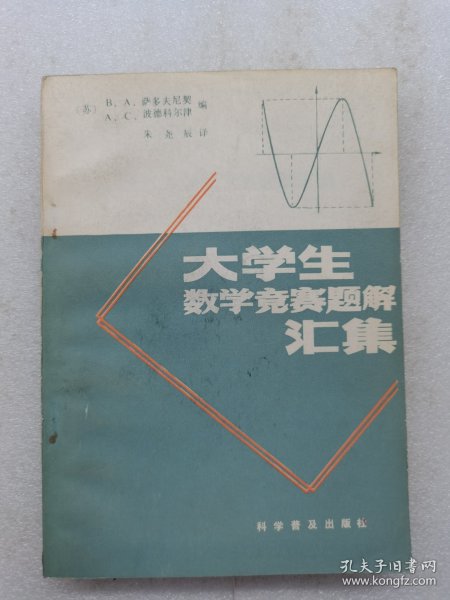 （苏）
B、A、萨多夫尼契
A、C、波德科尔津
编
朱尧辰译
大学生
数学竞赛题解
汇集
科学普及出版社
孔夫子旧书网
www.kongfz.com